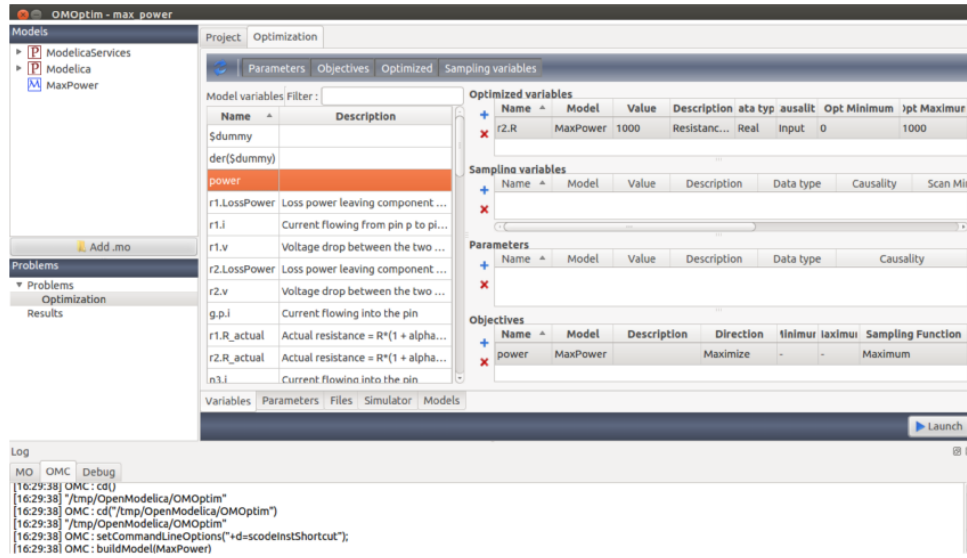 OMOptim - max_power
Models
ModelicaServices
Modelica
MaxPower
Add .mo
Problems
Problems
Optimization
Results
Project Optimization
Parameters Objectives Optimized Sampling variables
Model variables Filter :
Name Description
$dummy
der($dummy)
power
r1.LossPower Loss power leaving component ...
r1.i Current flowing from pin p to pi...
r1.v Voltage drop between the two ...
r2.LossPower Loss power leaving component ...
r2.v Voltage drop between the two ...
g.p.i Current flowing into the pin
r1.R_actual Actual resistance = R*(1 + alpha...
r2.R_actual Actual resistance = R*(1 + alpha...
n3.i Current flowing into the pin
Optimized variables
Name Model Value Description ata typ ausalit Opt Minimum Opt Maximur
r2.R MaxPower 1000 Resistanc... Real Input 0 1000
Sampling variables
Name Model Value Description Data type Causality Scan Mi
Parameters
Name Model Value Description Data type Causality
Objectives
Name Model Description Direction Minimur Maximur Sampling Function
power MaxPower Maximize - - Maximum
Variables Parameters Files Simulator Models
Launch
Log
MO OMC Debug
[16:29:38] OMC : cd()
[16:29:38] "/tmp/OpenModelica/OMOptim"
[16:29:38] OMC : cd("/tmp/OpenModelica/OMOptim")
[16:29:38] "/tmp/OpenModelica/OMOptim"
[16:29:38] OMC : setCommandLineOptions("+d=scodeInstShortcut");
[16:29:38] OMC : buildModel(MaxPower)